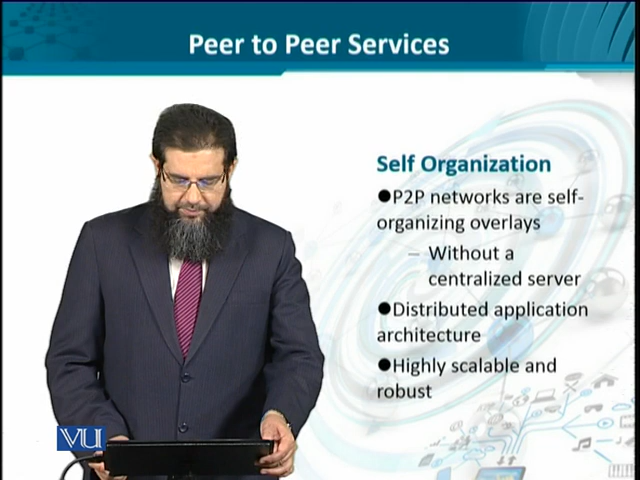 Peer to Peer Services
Self Organization
●P2P networks are self-
organizing overlays
– Without a
centralized server
●Distributed application
architecture
●Highly scalable and
robust
VU